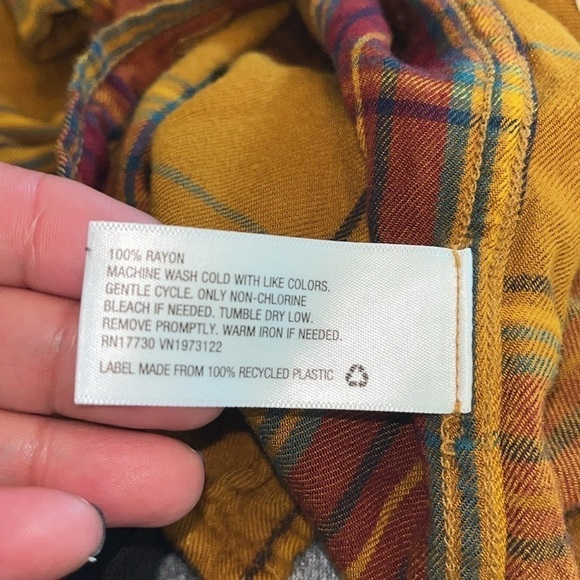 100% RAYON
MACHINE WASH COLD WITH LIKE COLORS.
GENTLE CYCLE. ONLY NON-CHLORINE
BLEACH IF NEEDED. TUMBLE DRY LOW.
REMOVE PROMPTLY. WARM IRON IF NEEDED.
RN17730 VN1973122
LABEL MADE FROM 100% RECYCLED PLASTIC